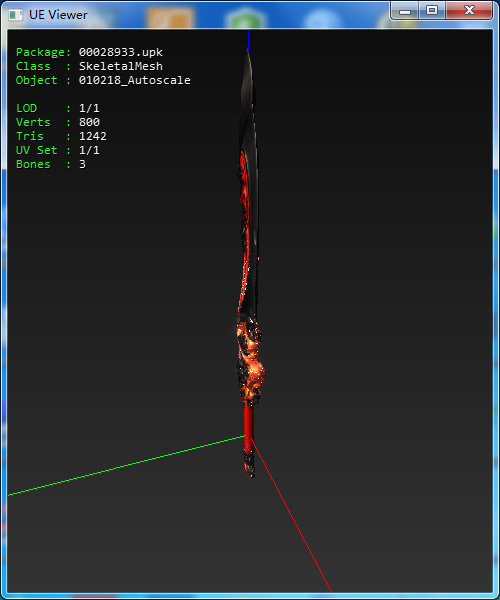 UE Viewer
Package: 00028933.upk
Class : SkeletalMesh
Object : 010218_Autoscale
LOD : 1/1
Verts : 800
Tris : 1242
UV Set : 1/1
Bones : 3